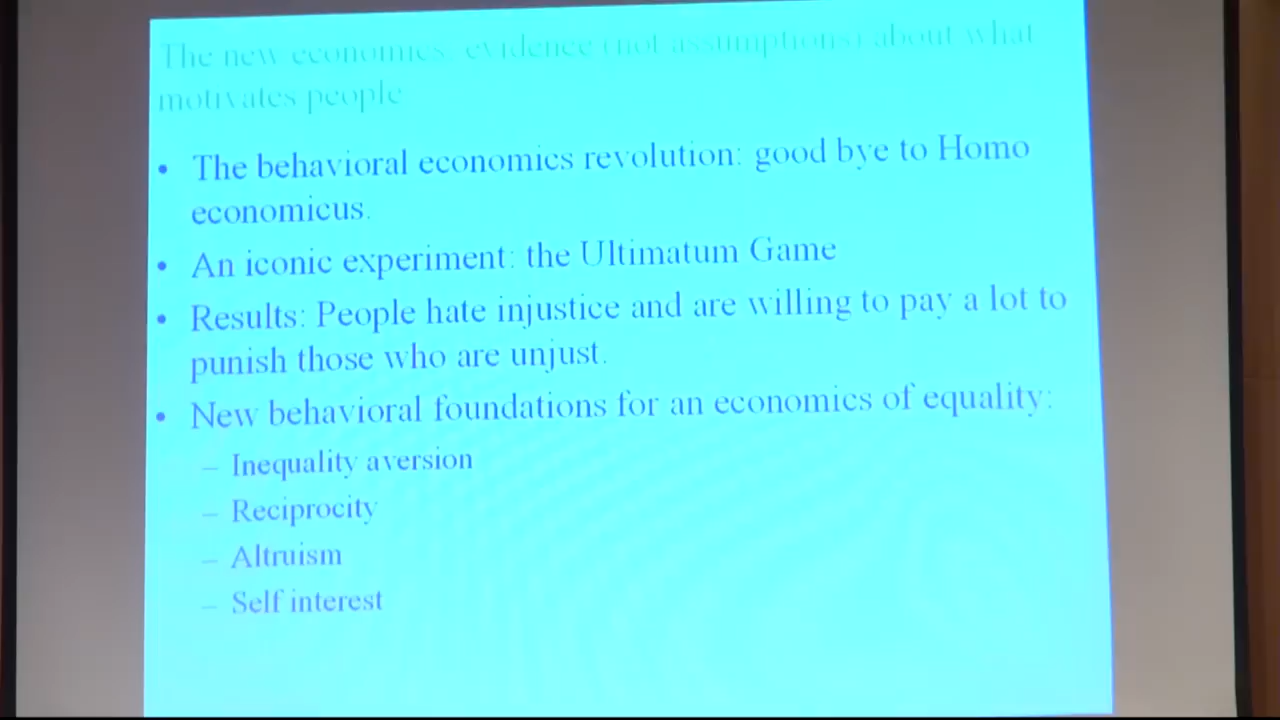 The new economics: evidence (not assumptions) about what
motivates people
• The behavioral economics revolution: good bye to Homo
economicus.
• An iconic experiment: the Ultimatum Game
• Results: People hate injustice and are willing to pay a lot to
punish those who are unjust.
• New behavioral foundations for an economics of equality:
– Inequality aversion
– Reciprocity
– Altruism
– Self interest